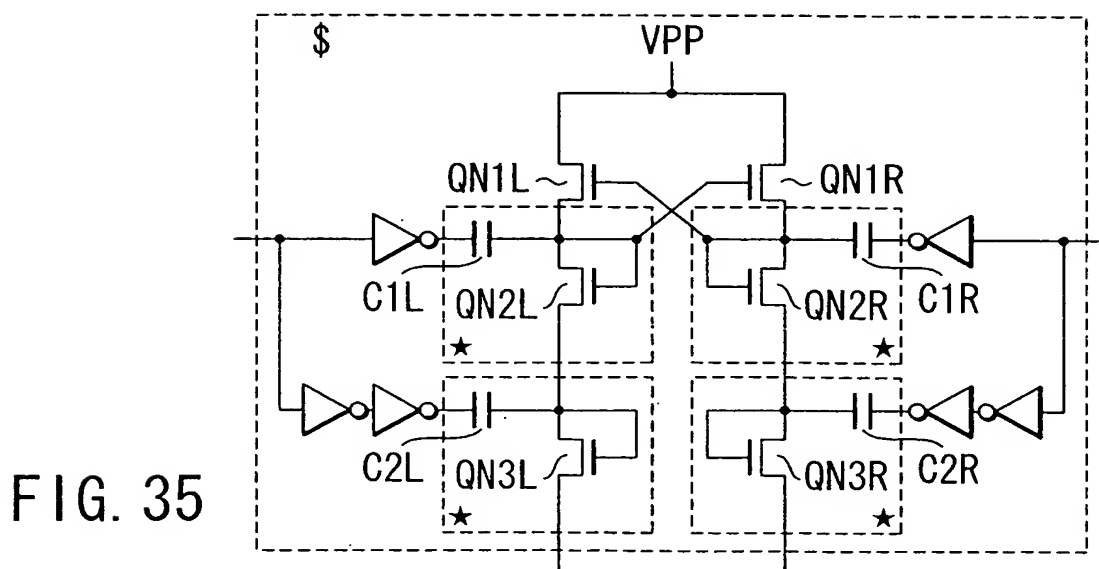 $
VPP
QN1L
QN1R
C1L
QN2L
QN2R
C1R
★
★
C2L
QN3L
QN3R
C2R
★
★
FIG. 35